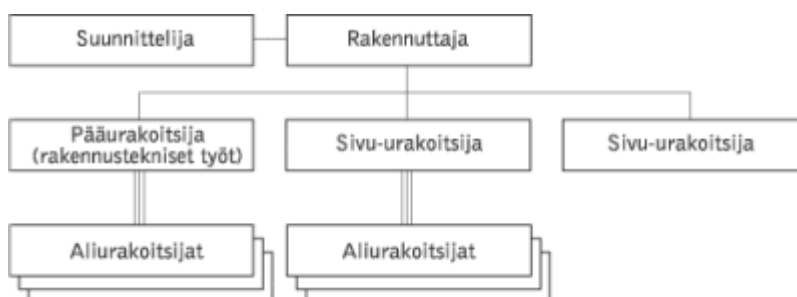 Suunnittelija
Rakennuttaja
Pääurakoitsija
(rakennustekniset työt)
Sivu-urakoitsija
Sivu-urakoitsija
Aliurakoitsijat
Aliurakoitsijat